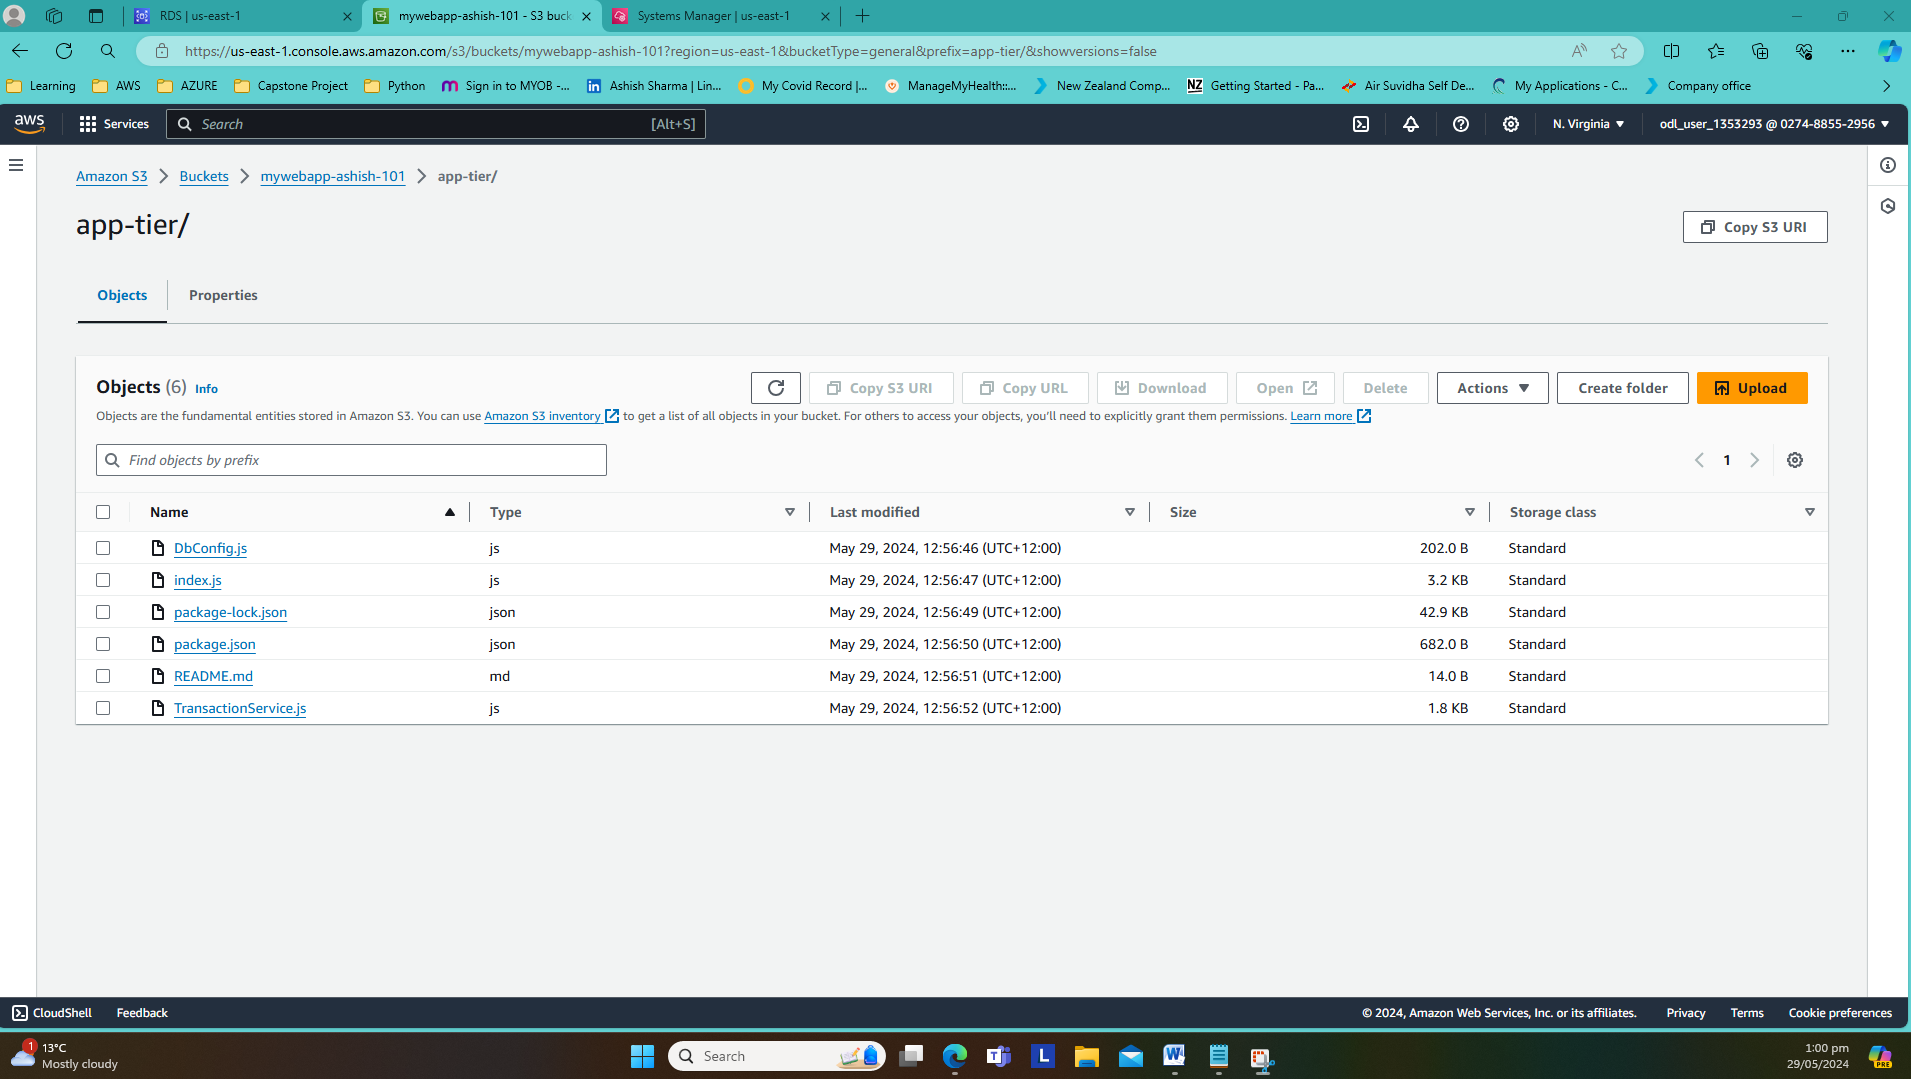 RDS | us-east-1
mywebapp-ashish-101 - S3 buck
Systems Manager | us-east-1
https://us-east-1.console.aws.amazon.com/s3/buckets/mywebapp-ashish-101?region=us-east-1&bucketType=general&prefix=app-tier/&showversions=false
Learning AWS AZURE Capstone Project Python Sign in to MYOB -... Ashish Sharma | Lin... My Covid Record |... ManageMyHealth::... New Zealand Comp... NZ Getting Started - Pa... Air Suvidha Self De... My Applications - C... Company office
aws Services Search [Alt+S] N. Virginia odl_user_1353293 @ 0274-8855-2956
Amazon S3 Buckets mywebapp-ashish-101 app-tier/
app-tier/
Copy S3 URI
Objects Properties
Objects (6) Info
Copy S3 URI Copy URL Download Open Delete Actions Create folder Upload
Objects are the fundamental entities stored in Amazon S3. You can use Amazon S3 inventory to get a list of all objects in your bucket. For others to access your objects, you'll need to explicitly grant them permissions. Learn more
Find objects by prefix
1
Name Type Last modified Size Storage class
DbConfig.js js May 29, 2024, 12:56:46 (UTC+12:00) 202.0 B Standard
index.js js May 29, 2024, 12:56:47 (UTC+12:00) 3.2 KB Standard
package-lock.json json May 29, 2024, 12:56:49 (UTC+12:00) 42.9 KB Standard
package.json json May 29, 2024, 12:56:50 (UTC+12:00) 682.0 B Standard
README.md md May 29, 2024, 12:56:51 (UTC+12:00) 14.0 B Standard
TransactionService.js js May 29, 2024, 12:56:52 (UTC+12:00) 1.8 KB Standard
CloudShell Feedback © 2024, Amazon Web Services, Inc. or its affiliates. Privacy Terms Cookie preferences
1
13°C
Mostly cloudy
Search
L
W
1:00 pm
29/05/2024
PRE